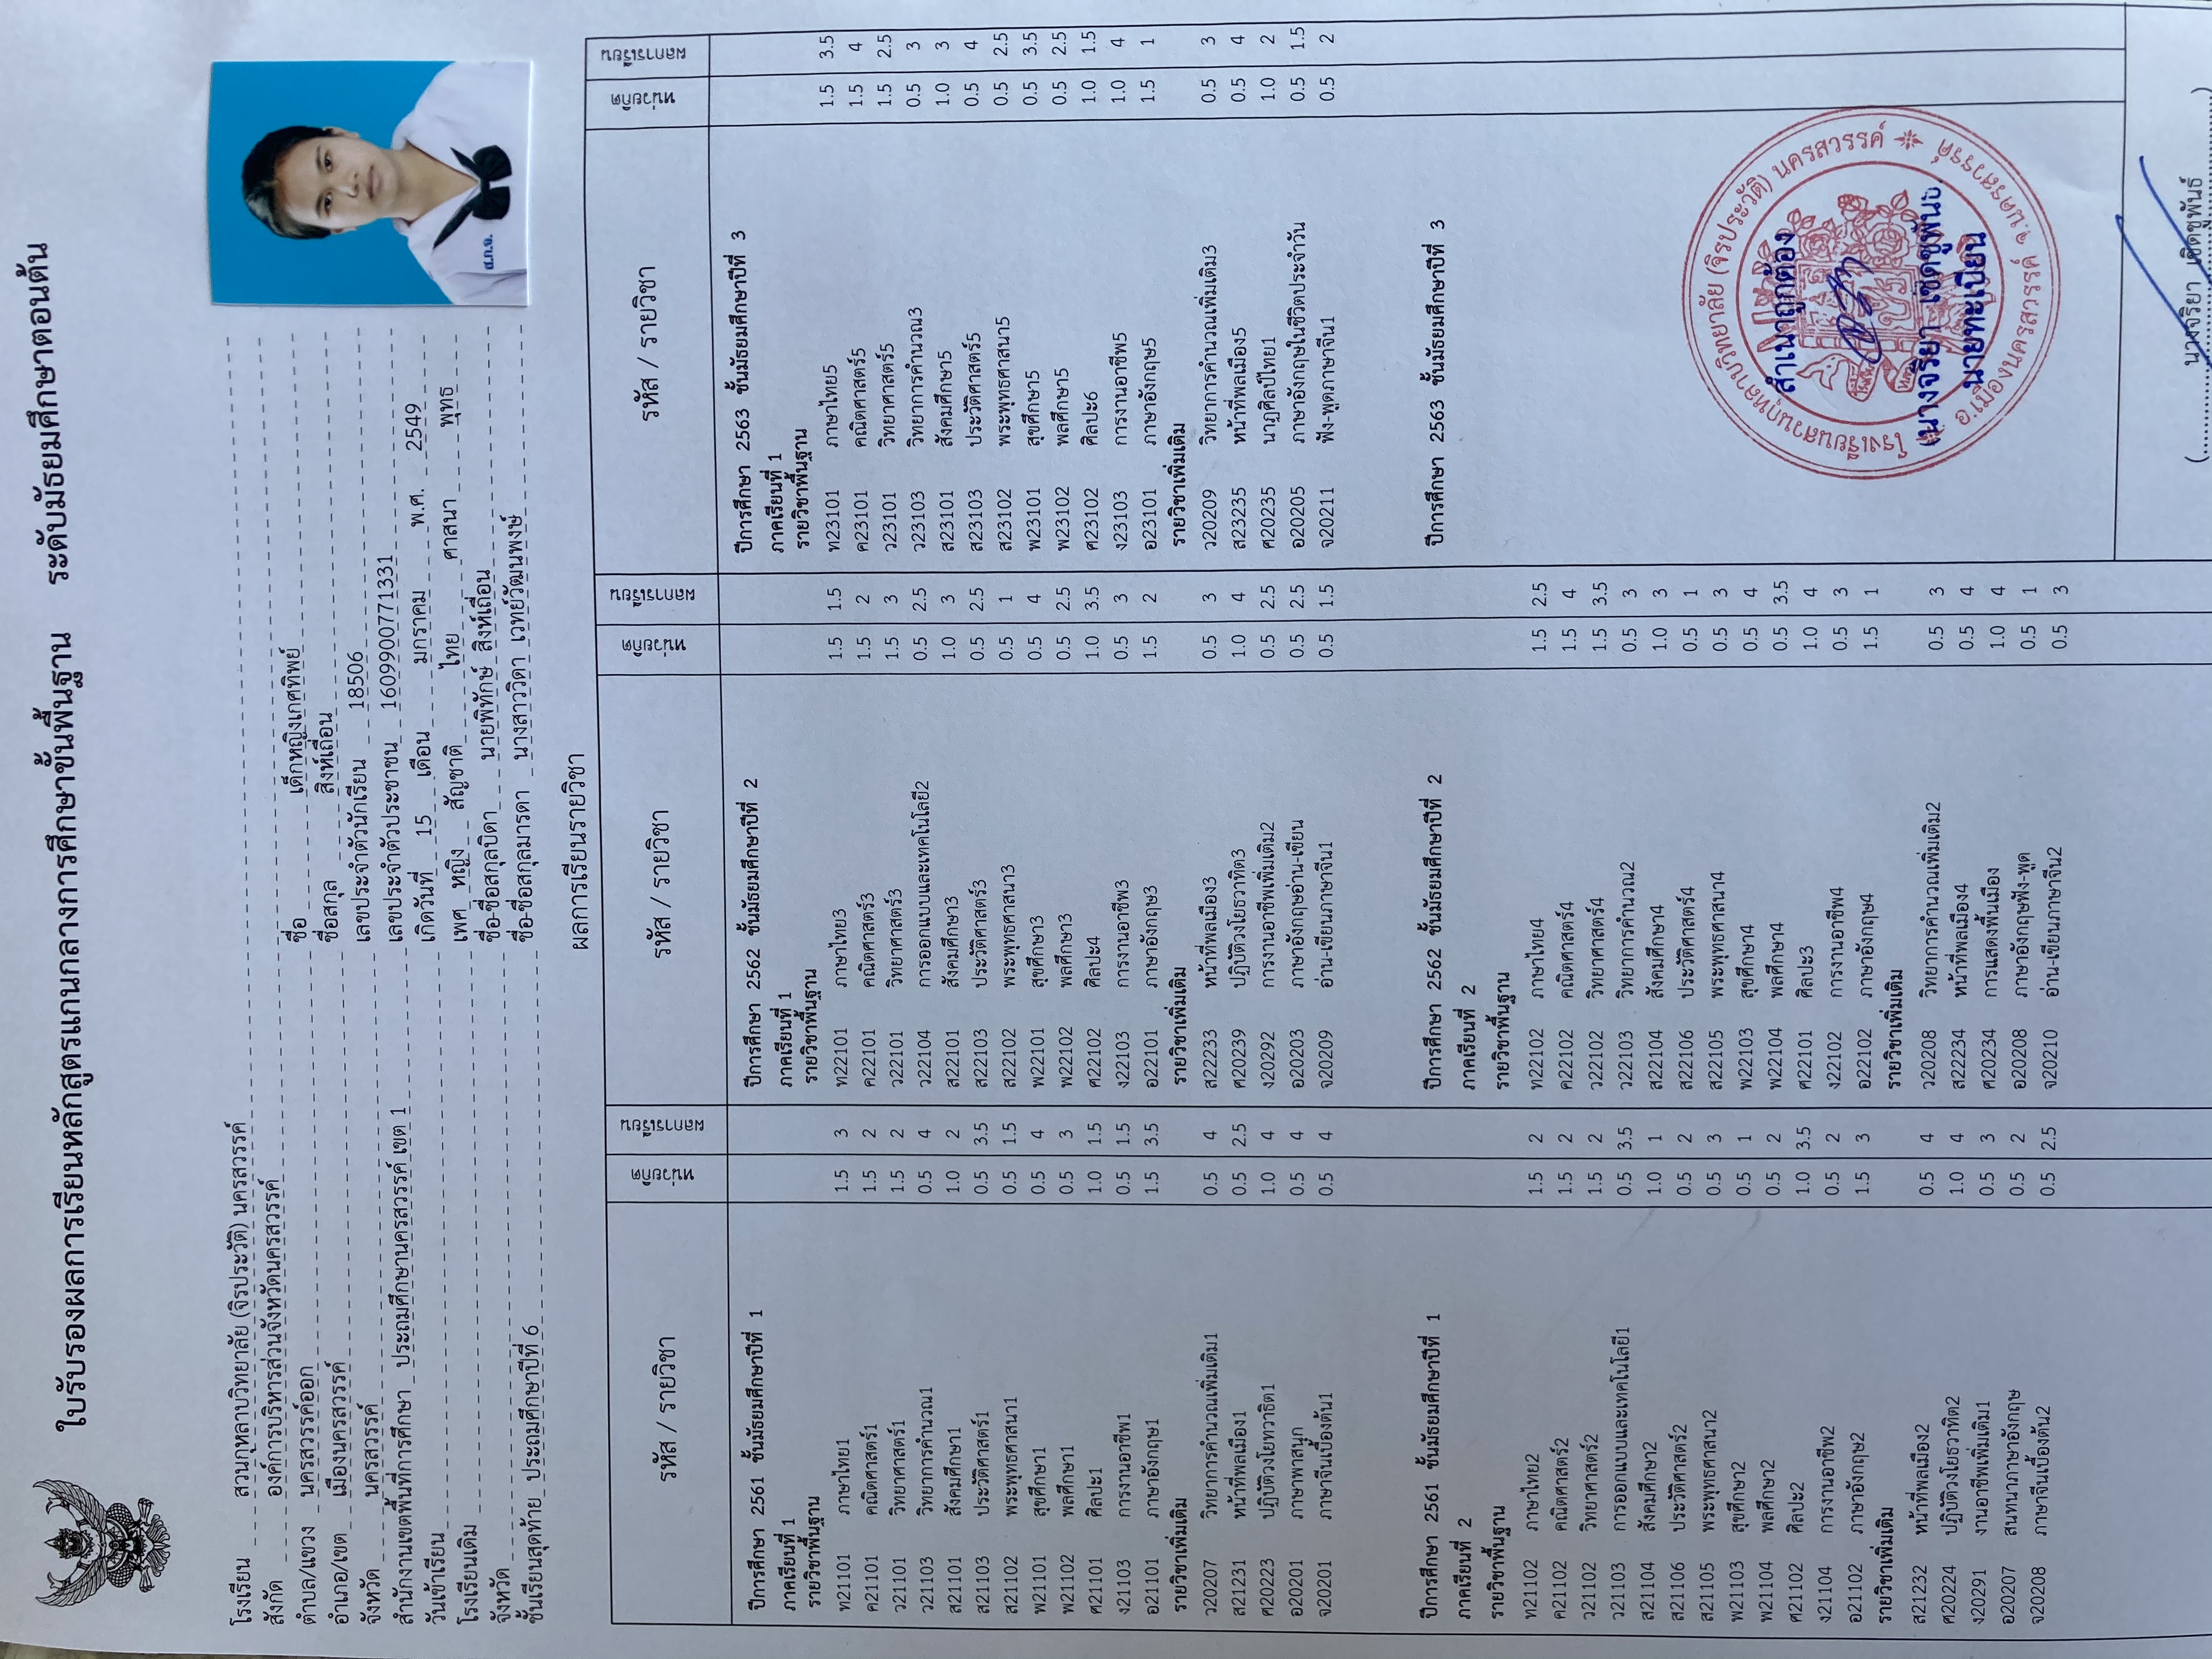 ใบรับรองผลการเรียนหลักสูตรแกนกลางการศึกษาขั้นพื้นฐาน ระดับมัธยมศึกษาตอนต้น
โรงเรียน สวนกุหลาบวิทยาลัย (จิรประวัติ) นครสวรรค์
สังกัด องค์การบริหารส่วนจังหวัดนครสวรรค์
ตำบล/แขวง นครสวรรค์ออก
อำเภอ/เขต เมืองนครสวรรค์
จังหวัด นครสวรรค์
สำนักงานเขตพื้นที่การศึกษา ประถมศึกษานครสวรรค์ เขต 1
วันเข้าเรียน
โรงเรียนเดิม
จังหวัด
ชั้นเรียนสุดท้าย ประถมศึกษาปีที่ 6
ชื่อ เด็กหญิงเกศทิพย์
ชื่อสกุล สิงห์เถื่อน
เลขประจำตัวนักเรียน 18506
เลขประจำตัวประชาชน 1609900771331
เกิดวันที่ 15 เดือน มกราคม พ.ศ. 2549
เพศ หญิง สัญชาติ ไทย ศาสนา พุทธ
ชื่อ-ชื่อสกุลบิดา นายพิทักษ์ สิงห์เถื่อน
ชื่อ-ชื่อสกุลมารดา นางสาววิดา เวทย์วัฒนพงษ์
ส.ก.จ.
ผลการเรียนรายวิชา
รหัส / รายวิชา หน่วยกิต ผลการเรียน
ปีการศึกษา 2561 ชั้นมัธยมศึกษาปีที่ 1
ภาคเรียนที่ 1
รายวิชาพื้นฐาน
ท21101 ภาษาไทย1 1.5 3
ค21101 คณิตศาสตร์1 1.5 2
ว21101 วิทยาศาสตร์1 1.5 2
ว21103 วิทยาการคำนวณ1 0.5 4
ส21101 สังคมศึกษา1 1.0 2
ส21103 ประวัติศาสตร์1 0.5 3.5
ส21102 พระพุทธศาสนา1 0.5 1.5
พ21101 สุขศึกษา1 0.5 4
พ21102 พลศึกษา1 0.5 3
ศ21101 ศิลปะ1 1.0 1.5
ง21103 การงานอาชีพ1 0.5 1.5
อ21101 ภาษาอังกฤษ1 1.5 3.5
รายวิชาเพิ่มเติม
ว20207 วิทยาการคำนวณเพิ่มเติม1 0.5 4
ส21231 หน้าที่พลเมือง1 0.5 2.5
ศ20223 ปฏิบัติวงโยทวาธิต1 1.0 4
อ20201 ภาษาพาสนุก 0.5 4
จ20201 ภาษาจีนเบื้องต้น1 0.5 4
ปีการศึกษา 2561 ชั้นมัธยมศึกษาปีที่ 1
ภาคเรียนที่ 2
รายวิชาพื้นฐาน
ท21102 ภาษาไทย2 1.5 2
ค21102 คณิตศาสตร์2 1.5 2
ว21102 วิทยาศาสตร์2 1.5 2
ว21103 การออกแบบและเทคโนโลยี1 0.5 3.5
ส21104 สังคมศึกษา2 1.0 1
ส21106 ประวัติศาสตร์2 0.5 2
ส21105 พระพุทธศาสนา2 0.5 3
พ21103 สุขศึกษา2 0.5 1
พ21104 พลศึกษา2 0.5 2
ศ21102 ศิลปะ2 1.0 3.5
ง21104 การงานอาชีพ2 0.5 2
อ21102 ภาษาอังกฤษ2 1.5 3
รายวิชาเพิ่มเติม
ส21232 หน้าที่พลเมือง2 0.5 4
ศ20224 ปฏิบัติวงโยธวาทิต2 1.0 4
ง20291 งานอาชีพเพิ่มเติม1 0.5 3
อ20207 สนทนาภาษาอังกฤษ 0.5 2
จ20208 ภาษาจีนเบื้องต้น2 0.5 2.5
รหัส / รายวิชา หน่วยกิต ผลการเรียน
ปีการศึกษา 2562 ชั้นมัธยมศึกษาปีที่ 2
ภาคเรียนที่ 1
รายวิชาพื้นฐาน
ท22101 ภาษาไทย3 1.5 1.5
ค22101 คณิตศาสตร์3 1.5 2
ว22101 วิทยาศาสตร์3 1.5 3
ว22104 การออกแบบและเทคโนโลยี2 0.5 2.5
ส22101 สังคมศึกษา3 1.0 3
ส22103 ประวัติศาสตร์3 0.5 2.5
ส22102 พระพุทธศาสนา3 0.5 1
พ22101 สุขศึกษา3 0.5 4
พ22102 พลศึกษา3 0.5 2.5
ศ22102 ศิลปะ4 1.0 3.5
ง22103 การงานอาชีพ3 0.5 3
อ22101 ภาษาอังกฤษ3 1.5 2
รายวิชาเพิ่มเติม
ส22233 หน้าที่พลเมือง3 0.5 3
ศ20239 ปฏิบัติวงโยธวาทิต3 1.0 4
ง20292 การงานอาชีพเพิ่มเติม2 0.5 2.5
อ20203 ภาษาอังกฤษอ่าน-เขียน 0.5 2.5
จ20209 อ่าน-เขียนภาษาจีน1 0.5 1.5
ปีการศึกษา 2562 ชั้นมัธยมศึกษาปีที่ 2
ภาคเรียนที่ 2
รายวิชาพื้นฐาน
ท22102 ภาษาไทย4 1.5 2.5
ค22102 คณิตศาสตร์4 1.5 4
ว22102 วิทยาศาสตร์4 1.5 3.5
ว22103 วิทยาการคำนวณ2 0.5 3
ส22104 สังคมศึกษา4 1.0 3
ส22106 ประวัติศาสตร์4 0.5 1
ส22105 พระพุทธศาสนา4 0.5 3
พ22103 สุขศึกษา4 0.5 4
พ22104 พลศึกษา4 0.5 3.5
ศ22101 ศิลปะ3 1.0 4
ง22102 การงานอาชีพ4 0.5 3
อ22102 ภาษาอังกฤษ4 1.5 1
รายวิชาเพิ่มเติม
ว20208 วิทยาการคำนวณเพิ่มเติม2 0.5 3
ส22234 หน้าที่พลเมือง4 0.5 4
ศ20234 การแสดงพื้นเมือง 1.0 4
อ20208 ภาษาอังกฤษฟัง-พูด 0.5 1
จ20210 อ่าน-เขียนภาษาจีน2 0.5 3
รหัส / รายวิชา หน่วยกิต ผลการเรียน
ปีการศึกษา 2563 ชั้นมัธยมศึกษาปีที่ 3
ภาคเรียนที่ 1
รายวิชาพื้นฐาน
ท23101 ภาษาไทย5 1.5 3.5
ค23101 คณิตศาสตร์5 1.5 4
ว23101 วิทยาศาสตร์5 1.5 2.5
ว23103 วิทยาการคำนวณ3 0.5 3
ส23101 สังคมศึกษา5 1.0 3
ส23103 ประวัติศาสตร์5 0.5 4
ส23102 พระพุทธศาสนา5 0.5 2.5
พ23101 สุขศึกษา5 0.5 3.5
พ23102 พลศึกษา5 0.5 2.5
ศ23102 ศิลปะ6 1.0 1.5
ง23103 การงานอาชีพ5 1.0 4
อ23101 ภาษาอังกฤษ5 1.5 1
รายวิชาเพิ่มเติม
ว20209 วิทยาการคำนวณเพิ่มเติม3 0.5 3
ส23235 หน้าที่พลเมือง5 0.5 4
ศ20235 นาฏศิลป์ไทย1 1.0 2
อ20205 ภาษาอังกฤษในชีวิตประจำวัน 0.5 1.5
จ20211 ฟัง-พูดภาษาจีน1 0.5 2
ปีการศึกษา 2563 ชั้นมัธยมศึกษาปีที่ 3
โรงเรียนสวนกุหลาบวิทยาลัย (จิรประวัติ) นครสวรรค์
สำเนาถูกต้อง
(นางจริยา เชิดชูพันธ์
นายทะเบียน
อ.เมืองนครสวรรค์ จ.นครสวรรค์
(นางจริยา เชิดชูพันธ์)